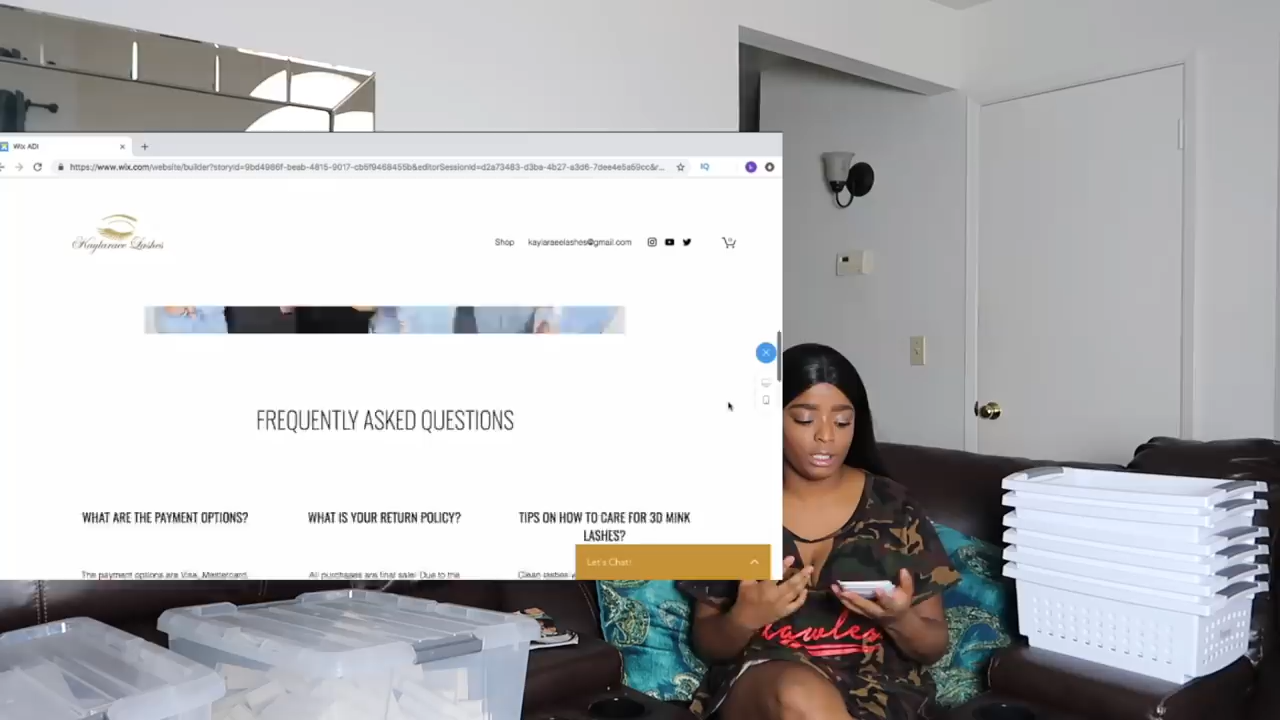 Wix ADI
https://www.wix.com/website/builder?storyId=9bd4986f-beab-4815-9017-cb5f9468455b&editorSessionId=d2a73483-d3ba-4b27-a3d6-7dee4e5a59cc&r...
Kaylaraee Lashes
Shop kaylaraeelashes@gmail.com
FREQUENTLY ASKED QUESTIONS
WHAT ARE THE PAYMENT OPTIONS? WHAT IS YOUR RETURN POLICY? TIPS ON HOW TO CARE FOR 3D MINK
LASHES?
Let's Chat!
The payment options are Visa, Mastercard, All purchases are final sale! Due to the Clean